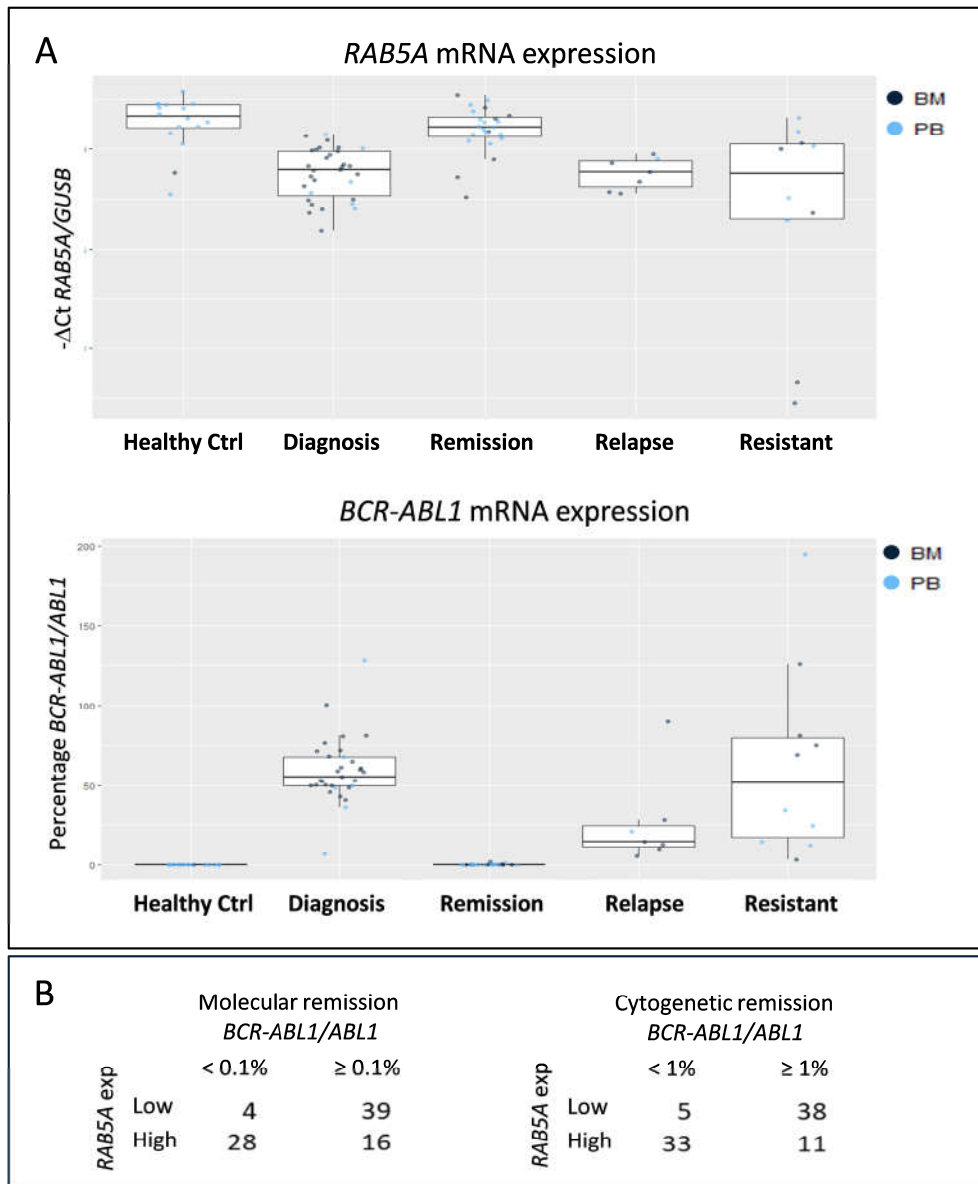 A
RAB5A mRNA expression
BM
PB
-ΔCt RAB5A/GUSB
Healthy Ctrl Diagnosis Remission Relapse Resistant
BCR-ABL1 mRNA expression
BM
PB
Percentage BCR-ABL1/ABL1
200
150
100
50
0
Healthy Ctrl Diagnosis Remission Relapse Resistant
B
Molecular remission
BCR-ABL1/ABL1
< 0.1% ≥ 0.1%
RAB5A exp
Low 4 39
High 28 16
Cytogenetic remission
BCR-ABL1/ABL1
< 1% ≥ 1%
RAB5A exp
Low 5 38
High 33 11